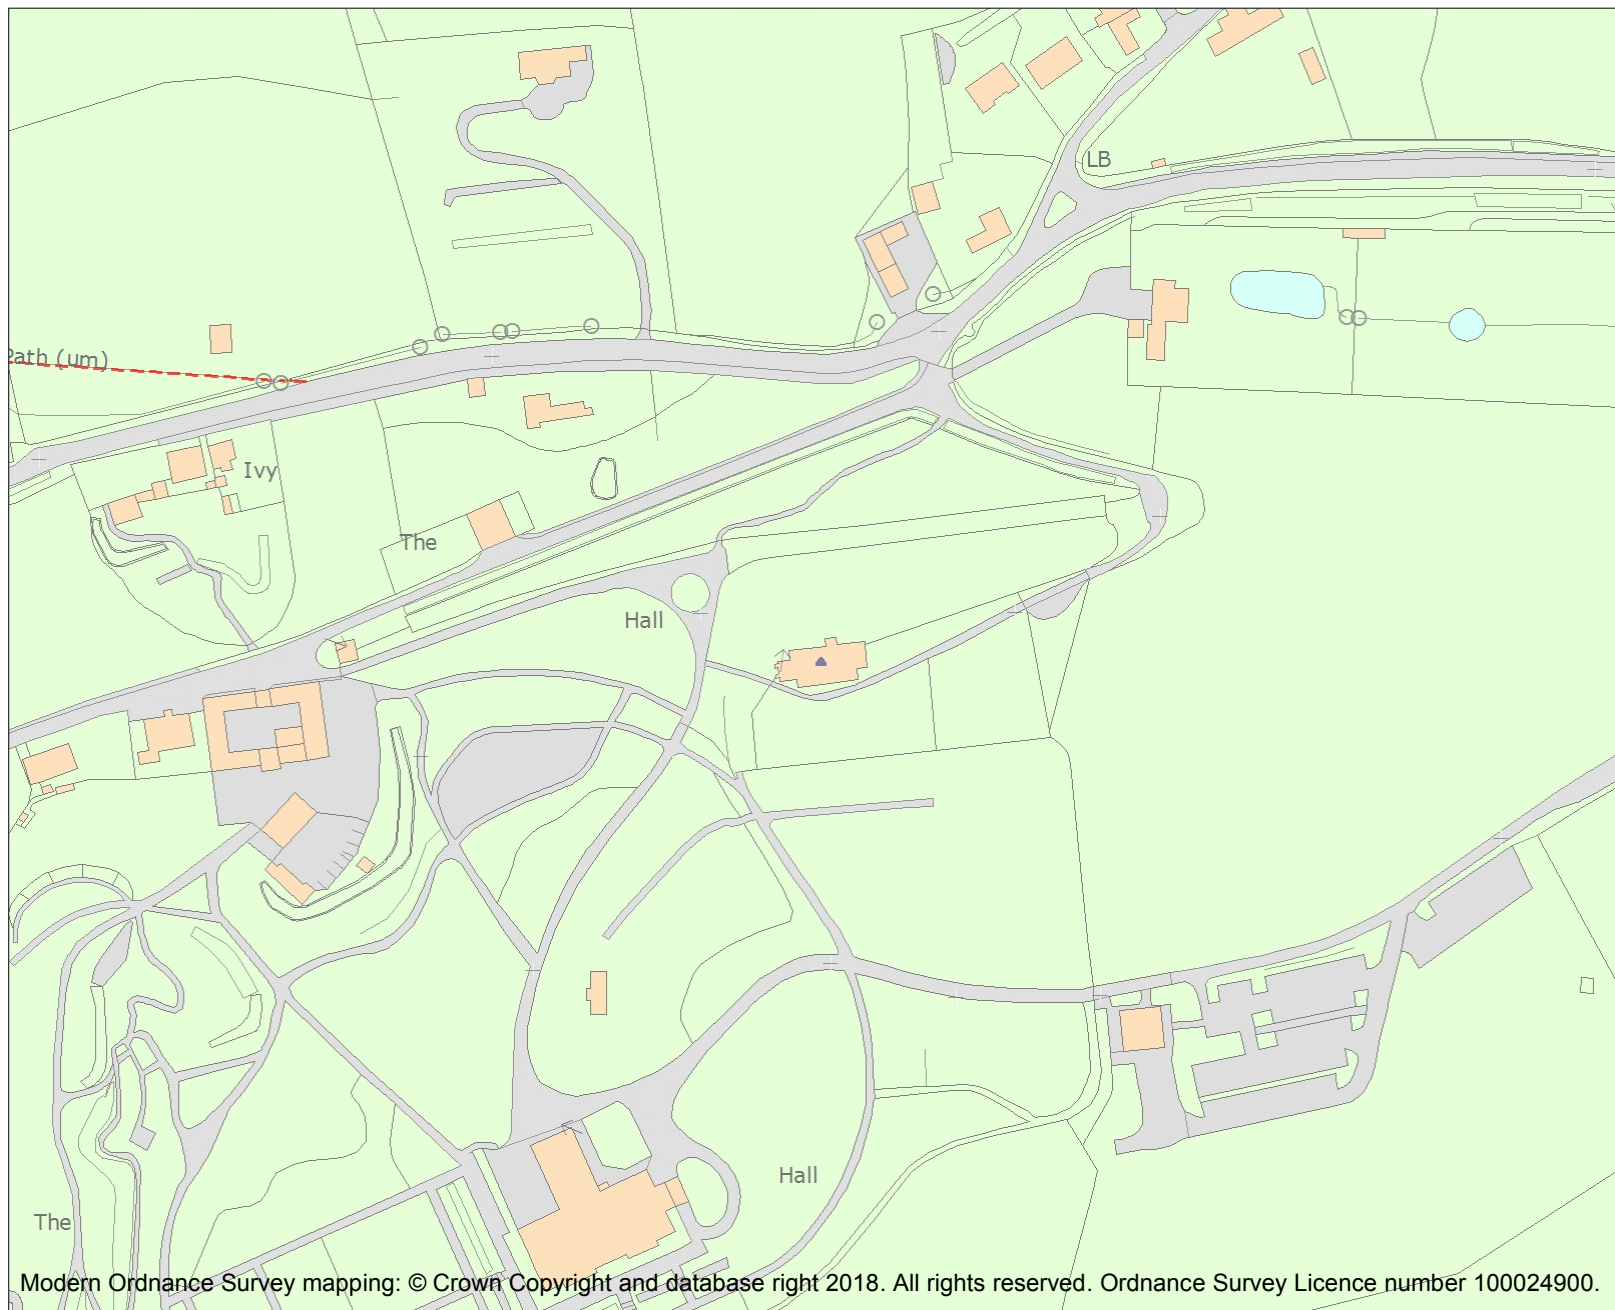 LB
Path (um)
Ivy
The
Hall
Hall
The
Modern Ordnance Survey mapping: © Crown Copyright and database right 2018. All rights reserved. Ordnance Survey Licence number 100024900.